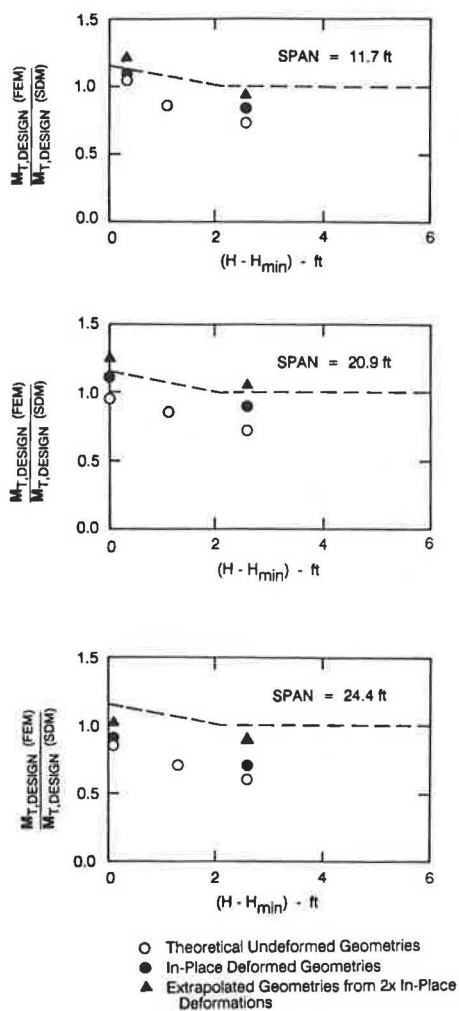 1.5
SPAN = 11.7 ft
1.0
0.5
0.0
M_T,DESIGN (FEM)
M_T,DESIGN (SDM)
0 2 4 6
(H - H_min) - ft
1.5
SPAN = 20.9 ft
1.0
0.5
0.0
M_T,DESIGN (FEM)
M_T,DESIGN (SDM)
0 2 4 6
(H - H_min) - ft
1.5
SPAN = 24.4 ft
1.0
0.5
0.0
M_T,DESIGN (FEM)
M_T,DESIGN (SDM)
0 2 4 6
(H - H_min) - ft
Theoretical Undeformed Geometries
In-Place Deformed Geometries
Extrapolated Geometries from 2x In-Place
Deformations